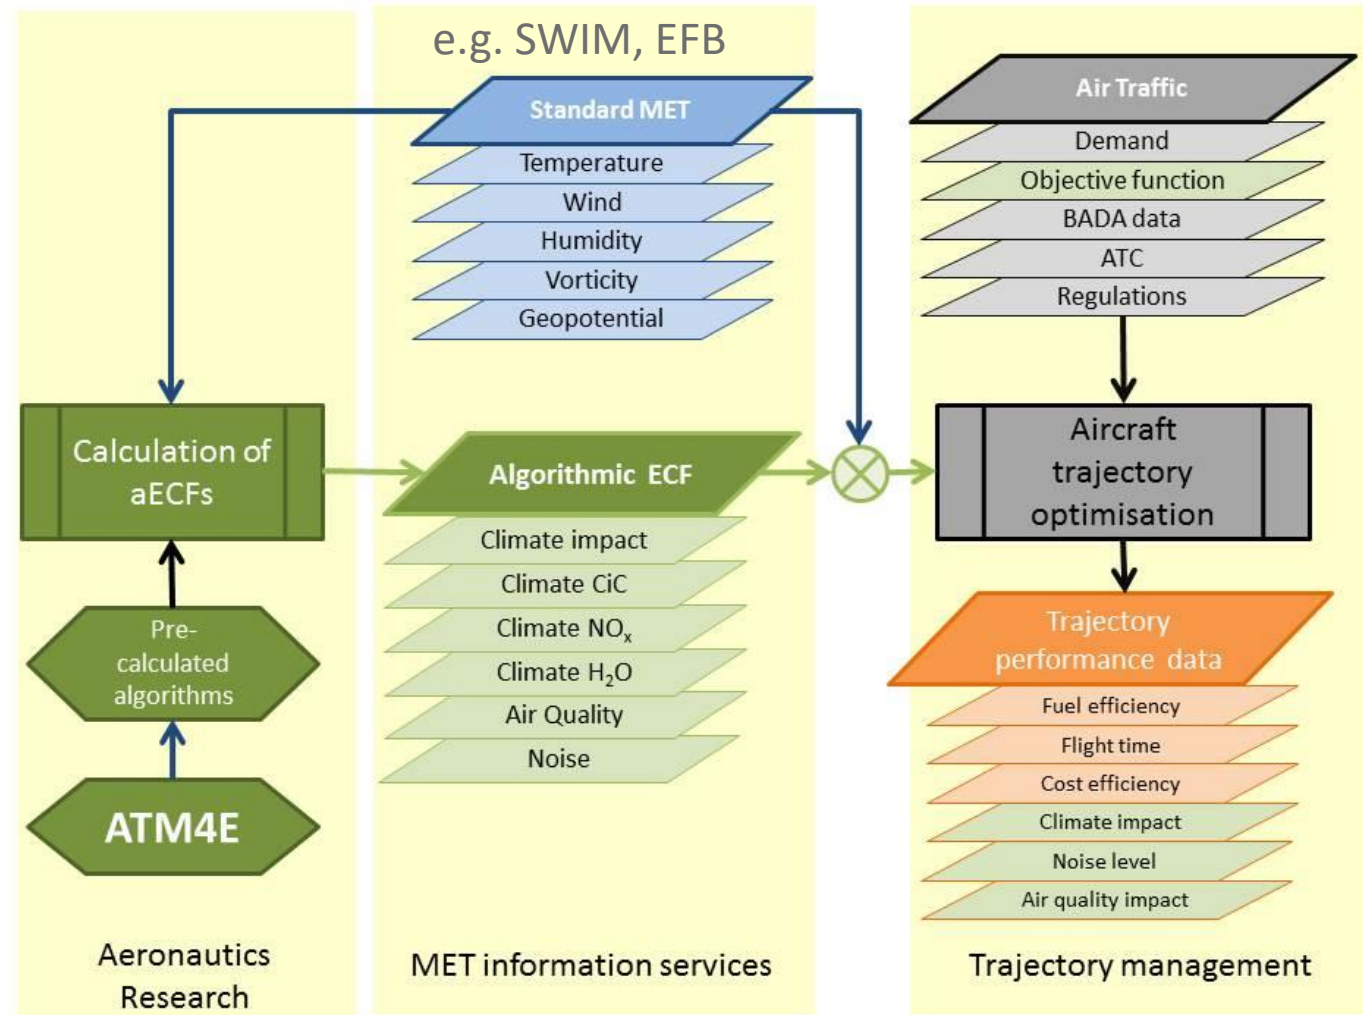 e.g. SWIM, EFB
Standard MET
Temperature
Wind
Humidity
Vorticity
Geopotential
Air Traffic
Demand
Objective function
BADA data
ATC
Regulations
Calculation of
aECFs
Algorithmic ECF
Climate impact
Climate CiC
Climate NOₓ
Climate H₂O
Air Quality
Noise
Aircraft
trajectory
optimisation
Pre-
calculated
algorithms
ATM4E
Trajectory
performance data
Fuel efficiency
Flight time
Cost efficiency
Climate impact
Noise level
Air quality impact
Aeronautics
Research
MET information services
Trajectory management